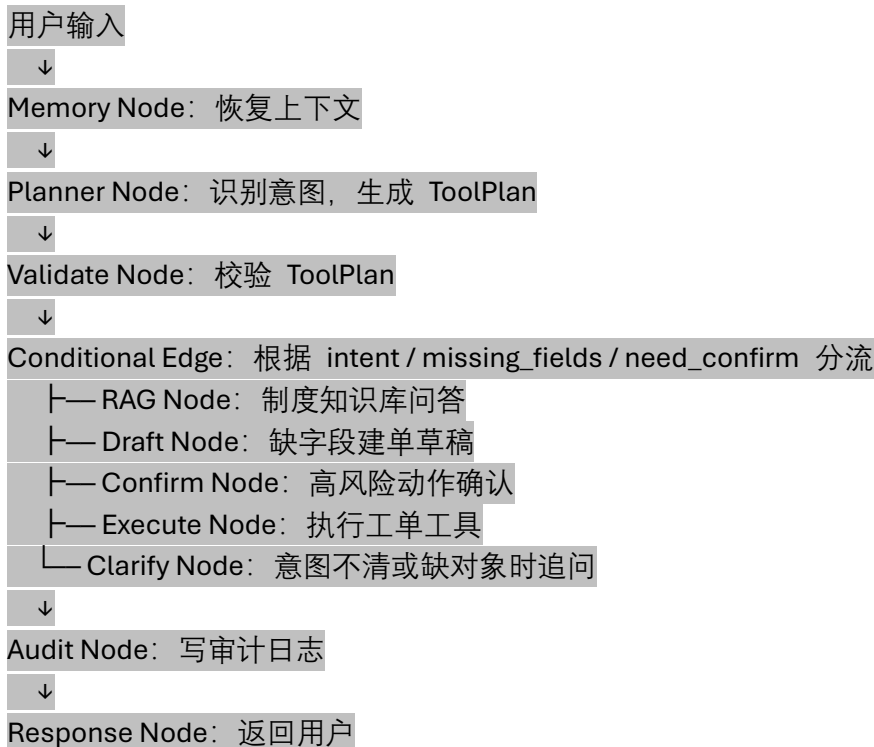 用户输入
↓
Memory Node：恢复上下文
↓
Planner Node：识别意图，生成 ToolPlan
↓
Validate Node：校验 ToolPlan
↓
Conditional Edge：根据 intent / missing_fields / need_confirm 分流
├── RAG Node：制度知识库问答
├── Draft Node：缺字段建单草稿
├── Confirm Node：高风险动作确认
├── Execute Node：执行工单工具
└── Clarify Node：意图不清或缺对象时追问
↓
Audit Node：写审计日志
↓
Response Node：返回用户